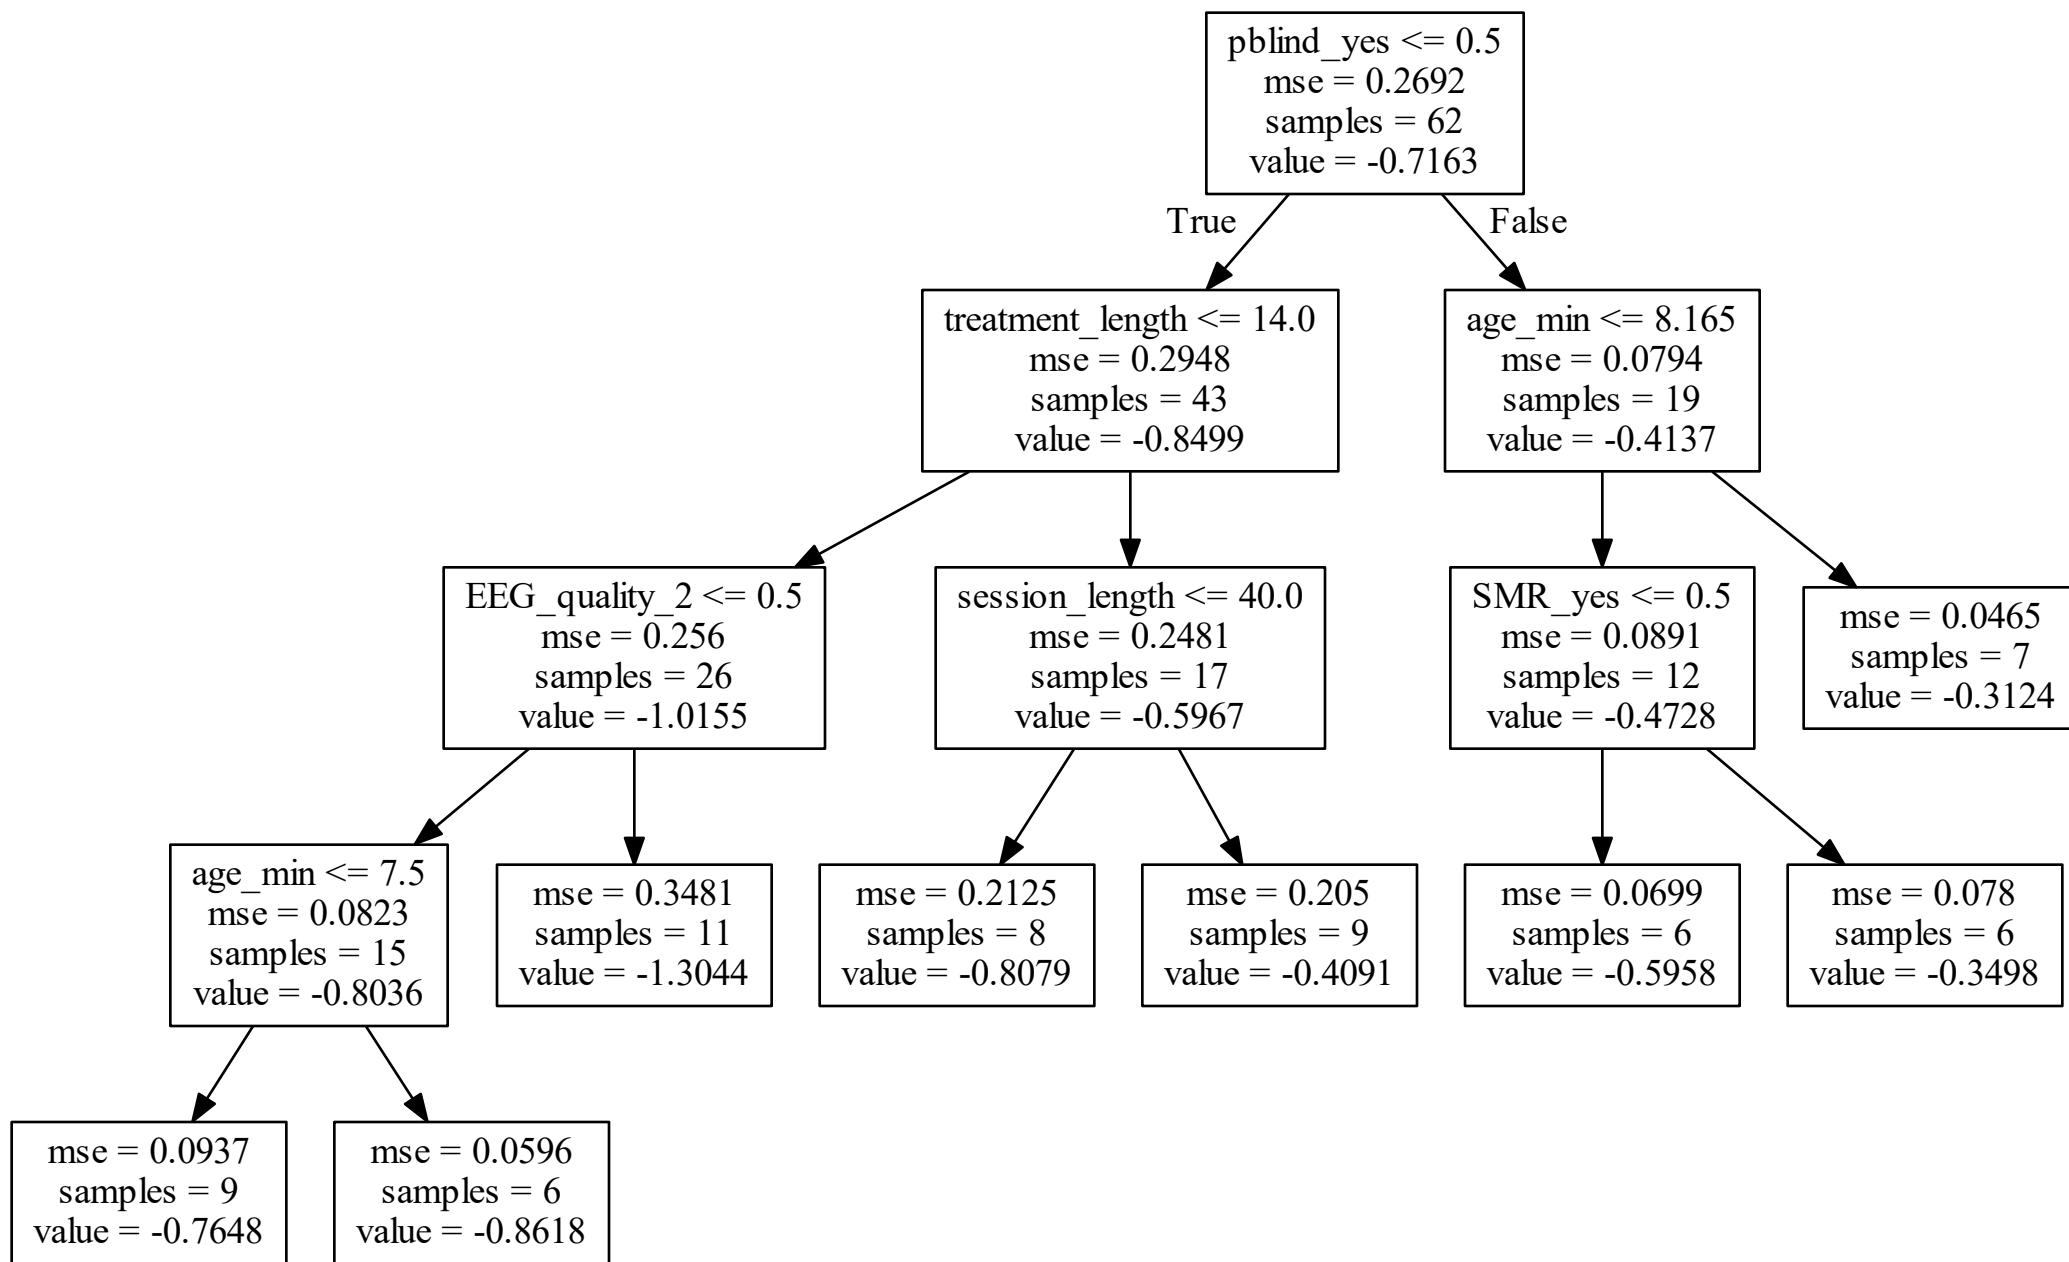 pblind_yes <= 0.5
mse = 0.2692
samples = 62
value = -0.7163
True
False
treatment_length <= 14.0
mse = 0.2948
samples = 43
value = -0.8499
age_min <= 8.165
mse = 0.0794
samples = 19
value = -0.4137
EEG_quality_2 <= 0.5
mse = 0.256
samples = 26
value = -1.0155
session_length <= 40.0
mse = 0.2481
samples = 17
value = -0.5967
SMR_yes <= 0.5
mse = 0.0891
samples = 12
value = -0.4728
mse = 0.0465
samples = 7
value = -0.3124
age_min <= 7.5
mse = 0.0823
samples = 15
value = -0.8036
mse = 0.3481
samples = 11
value = -1.3044
mse = 0.2125
samples = 8
value = -0.8079
mse = 0.205
samples = 9
value = -0.4091
mse = 0.0699
samples = 6
value = -0.5958
mse = 0.078
samples = 6
value = -0.3498
mse = 0.0937
samples = 9
value = -0.7648
mse = 0.0596
samples = 6
value = -0.8618